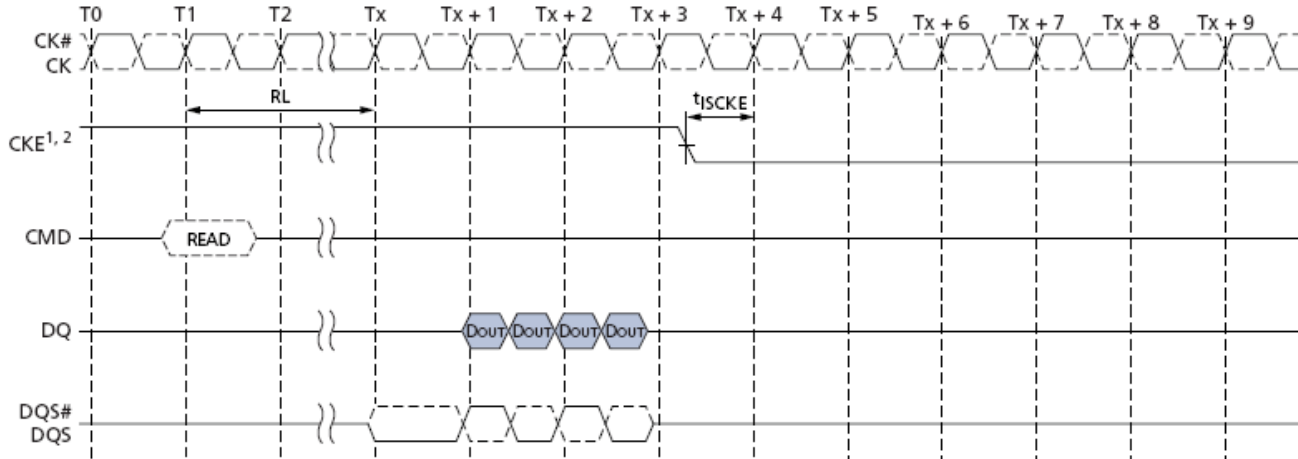 T0 T1 T2 Tx Tx + 1 Tx + 2 Tx + 3 Tx + 4 Tx + 5 Tx + 6 Tx + 7 Tx + 8 Tx + 9
CK#
CK
RL
tISCKE
CKE1, 2
CMD READ
DQ DOUT DOUT DOUT DOUT
DQS#
DQS